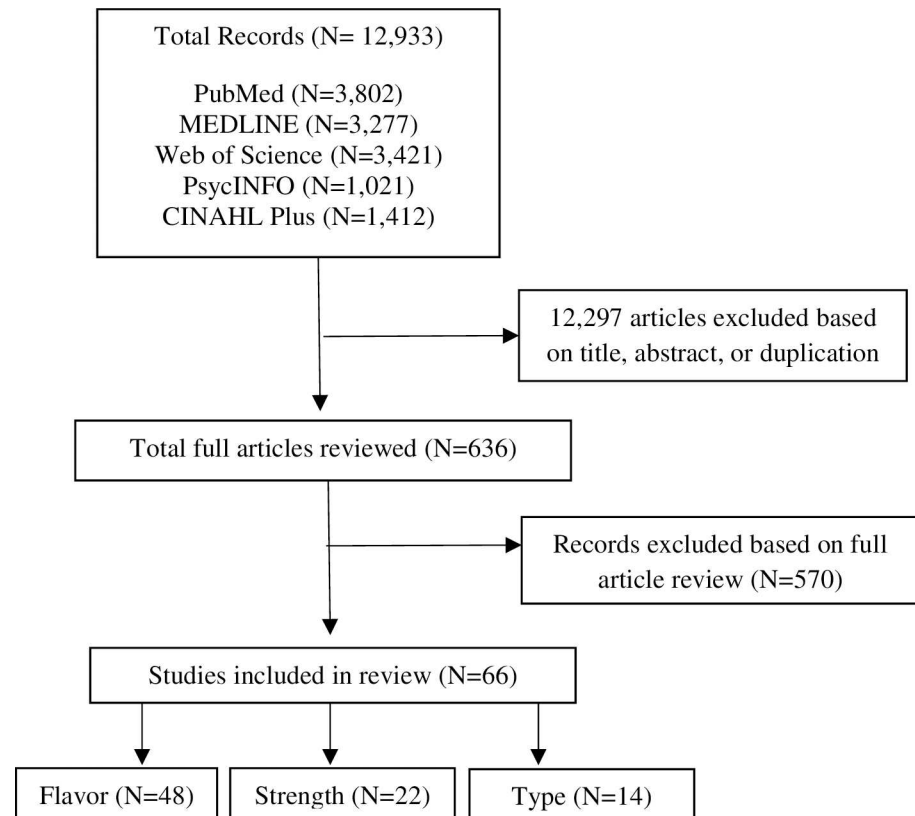 Total Records (N= 12,933)
PubMed (N=3,802)
MEDLINE (N=3,277)
Web of Science (N=3,421)
PsycINFO (N=1,021)
CINAHL Plus (N=1,412)
12,297 articles excluded based
on title, abstract, or duplication
Total full articles reviewed (N=636)
Records excluded based on full
article review (N=570)
Studies included in review (N=66)
Flavor (N=48)
Strength (N=22)
Type (N=14)